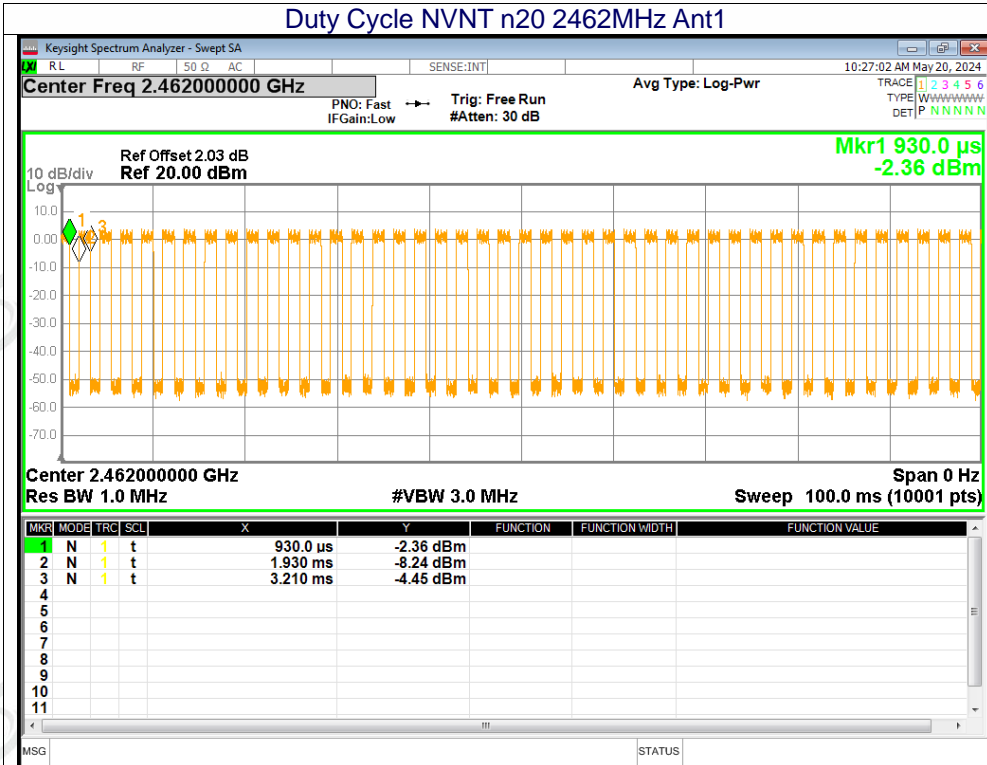 Duty Cycle NVNT n20 2462MHz Ant1
Keysight Spectrum Analyzer - Swept SA
LXI RL RF 50 Ω AC SENSE:INT 10:27:02 AM May 20, 2024
Center Freq 2.462000000 GHz
PNO: Fast
IFGain:Low
Trig: Free Run
#Atten: 30 dB
Avg Type: Log-Pwr
TRACE 1 2 3 4 5 6
TYPE WWWWWWW
DET P N N N N N
Mkr1 930.0 µs
-2.36 dBm
Ref Offset 2.03 dB
10 dB/div Ref 20.00 dBm
Log
10.0
0.00
-10.0
-20.0
-30.0
-40.0
-50.0
-60.0
-70.0
1
3
Center 2.462000000 GHz Span 0 Hz
Res BW 1.0 MHz #VBW 3.0 MHz Sweep 100.0 ms (10001 pts)
MKR MODE TRC SCL X Y FUNCTION FUNCTION WIDTH FUNCTION VALUE
1 N 1 t 930.0 µs -2.36 dBm
2 N 1 t 1.930 ms -8.24 dBm
3 N 1 t 3.210 ms -4.45 dBm
4
5
6
7
8
9
10
11
MSG STATUS